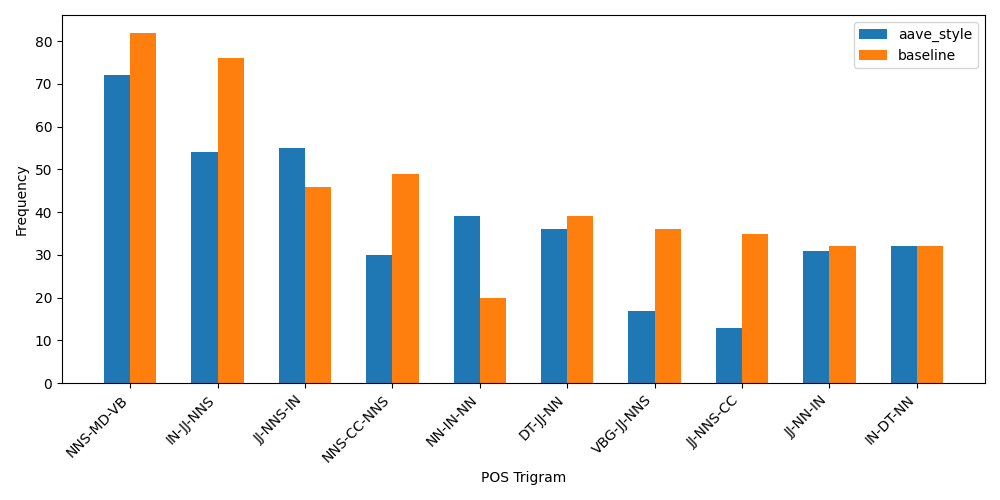 aave_style
baseline
Frequency
80
70
60
50
40
30
20
10
0
NNS-MD-VB
IN-JJ-NNS
JJ-NNS-IN
NNS-CC-NNS
NN-IN-NN
DT-JJ-NN
VBG-JJ-NNS
JJ-NNS-CC
JJ-NN-IN
IN-DT-NN
POS Trigram